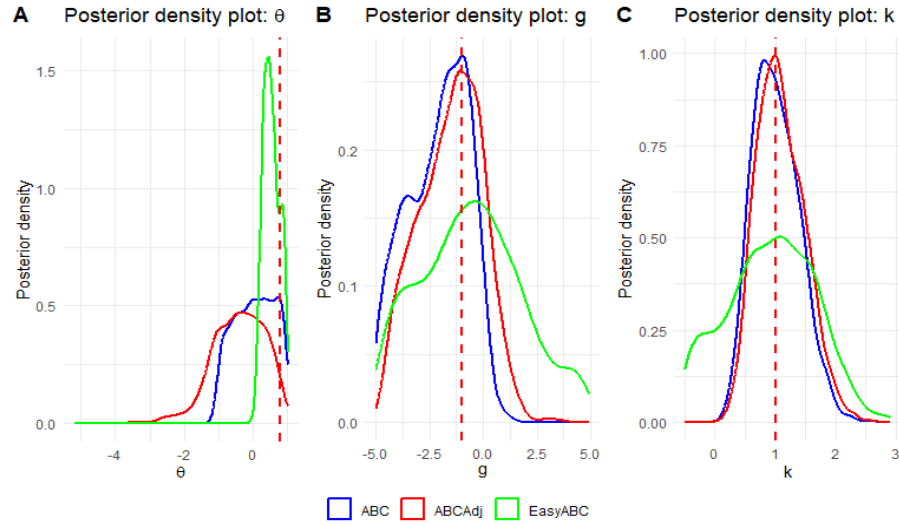 A Posterior density plot: θ
Posterior density
1.5
1.0
0.5
0.0
-4
-2
0
θ
B Posterior density plot: g
Posterior density
0.2
0.1
0.0
-5.0
-2.5
0.0
2.5
5.0
g
C Posterior density plot: k
Posterior density
1.00
0.75
0.50
0.25
0.00
0
1
2
3
k
ABC ABCAdj EasyABC